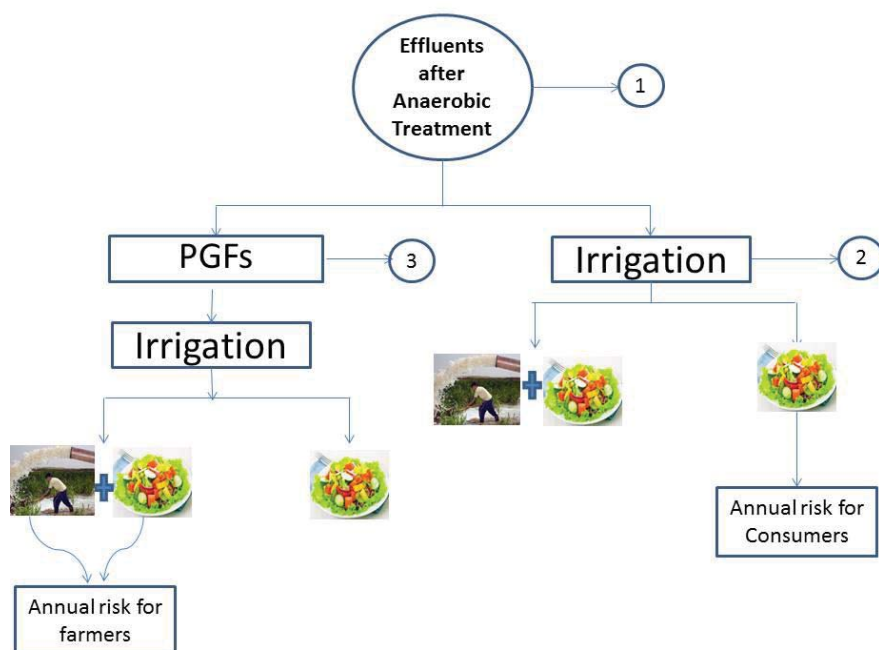 Effluents
after
Anaerobic
Treatment
1
PGFs
3
Irrigation
2
Irrigation
Annual risk for
Consumers
Annual risk for
farmers